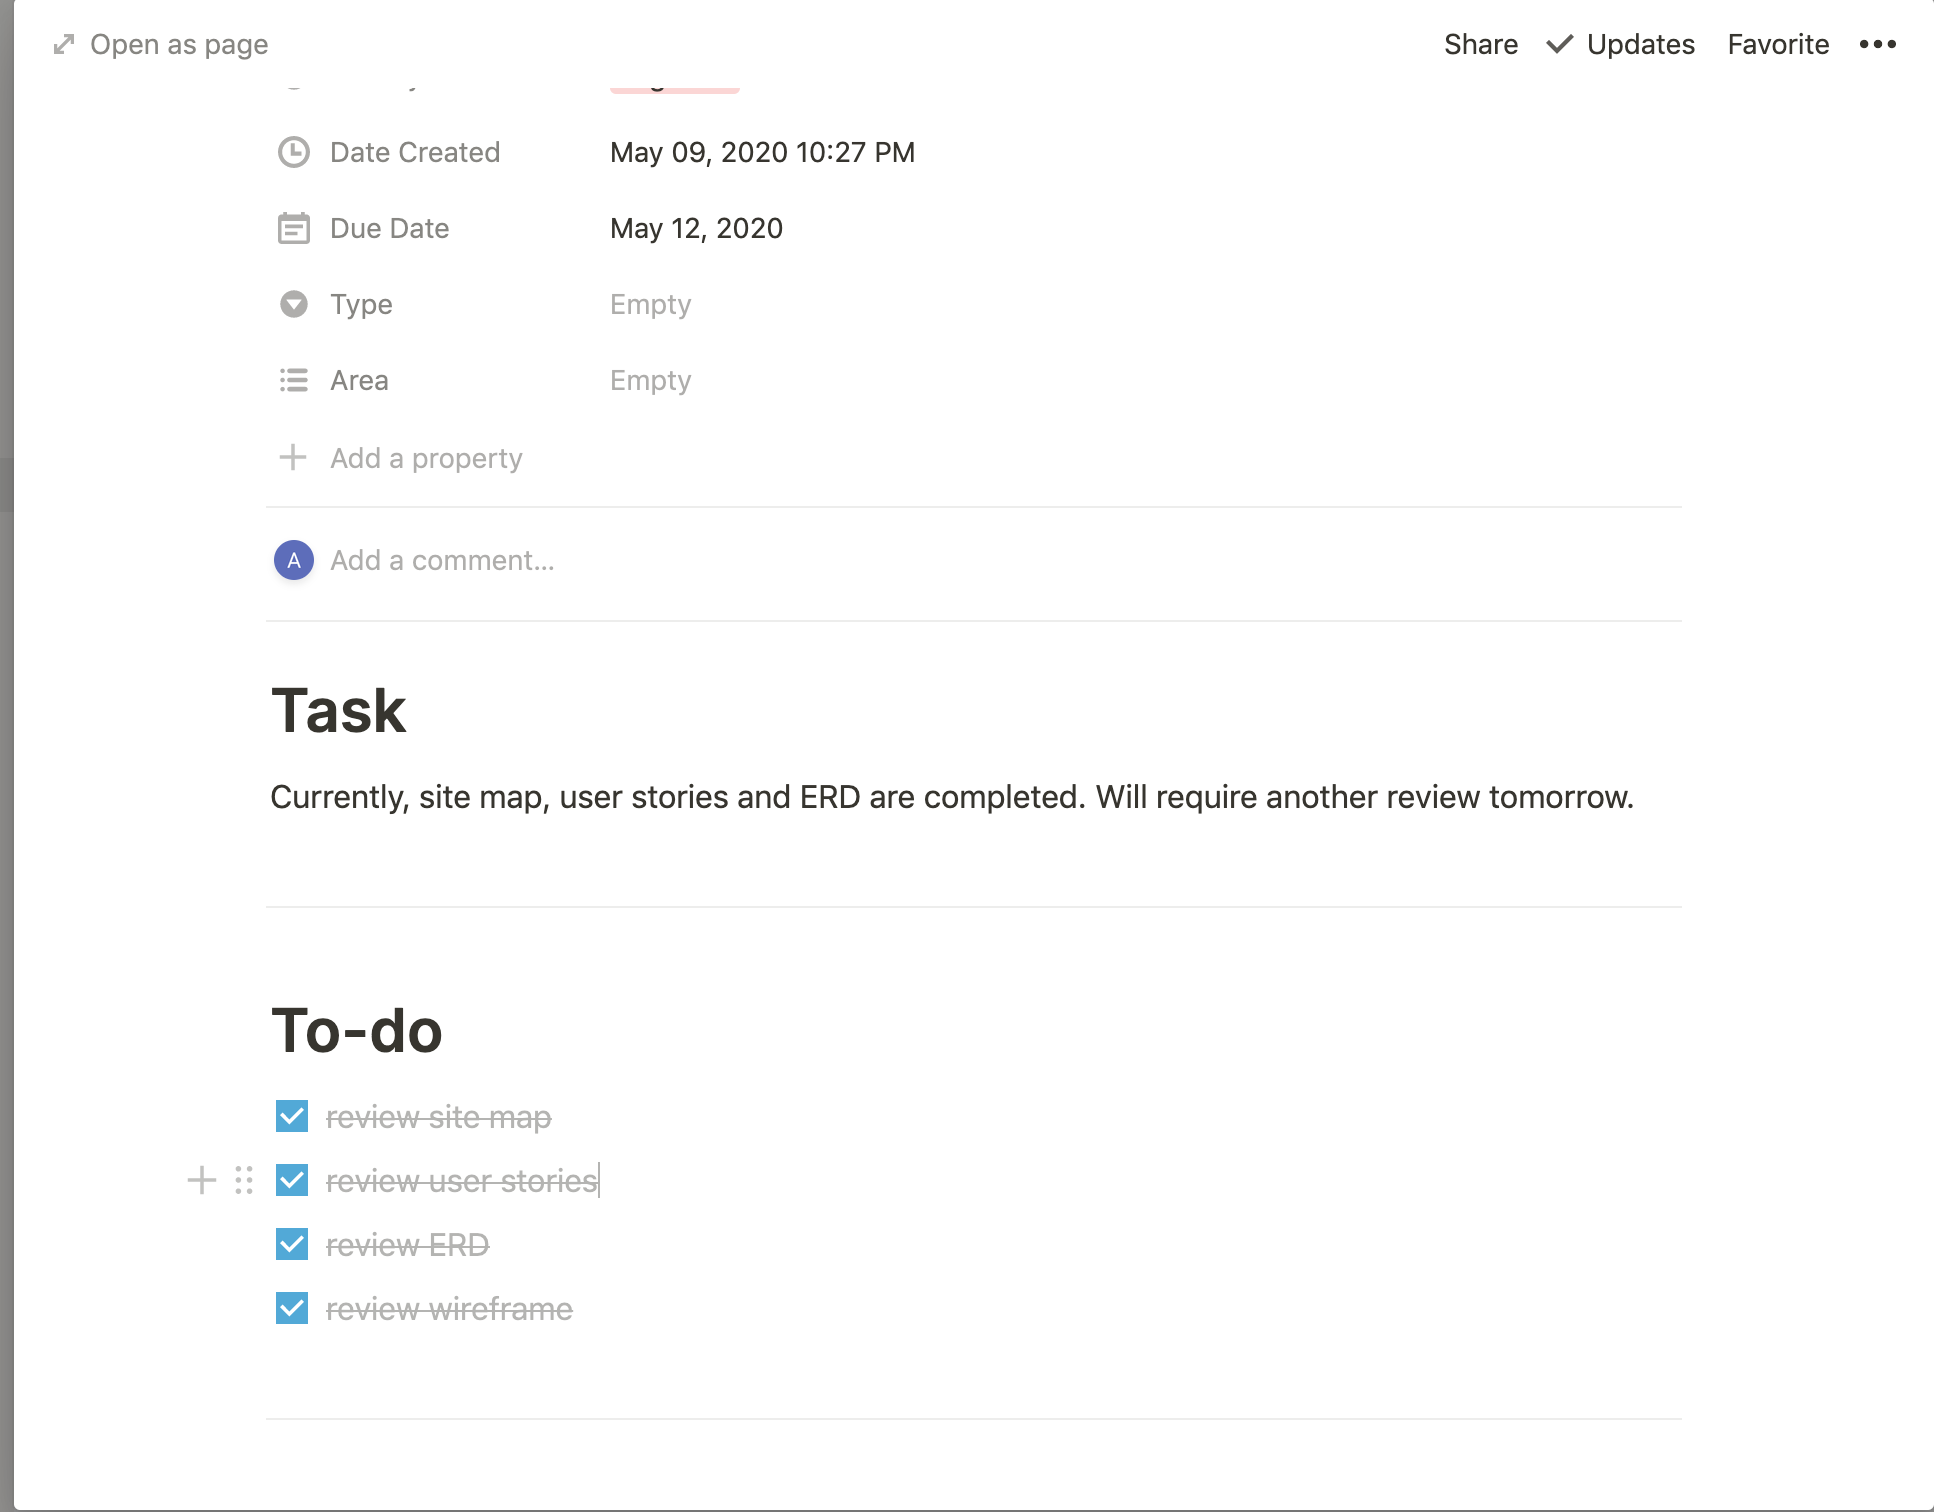 Open as page
Share Updates Favorite
Date Created May 09, 2020 10:27 PM
Due Date May 12, 2020
Type Empty
Area Empty
Add a property
A Add a comment...
Task
Currently, site map, user stories and ERD are completed. Will require another review tomorrow.
To-do
review site map
review user stories
review ERD
review wireframe